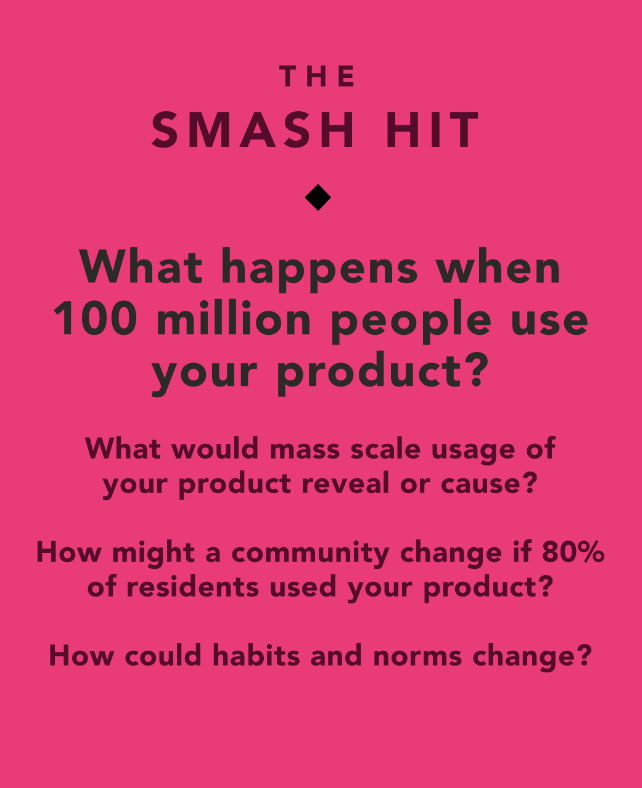 THE
SMASH HIT
What happens when
100 million people use
your product?
What would mass scale usage of
your product reveal or cause?
How might a community change if 80%
of residents used your product?
How could habits and norms change?